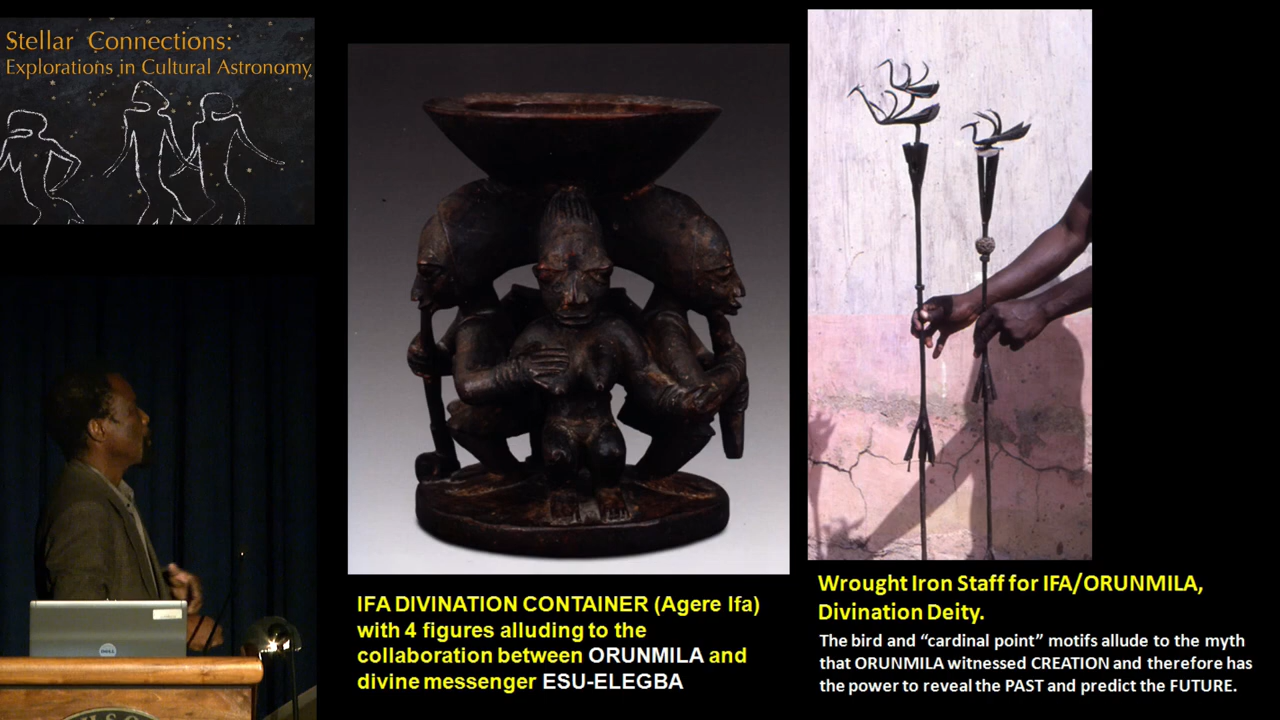 Stellar Connections:
Explorations in Cultural Astronomy
IFA DIVINATION CONTAINER (Agere Ifa)
with 4 figures alluding to the
collaboration between ORUNMILA and
divine messenger ESU-ELEGBA
Wrought Iron Staff for IFA/ORUNMILA,
Divination Deity.
The bird and “cardinal point” motifs allude to the myth
that ORUNMILA witnessed CREATION and therefore has
the power to reveal the PAST and predict the FUTURE.
DELL